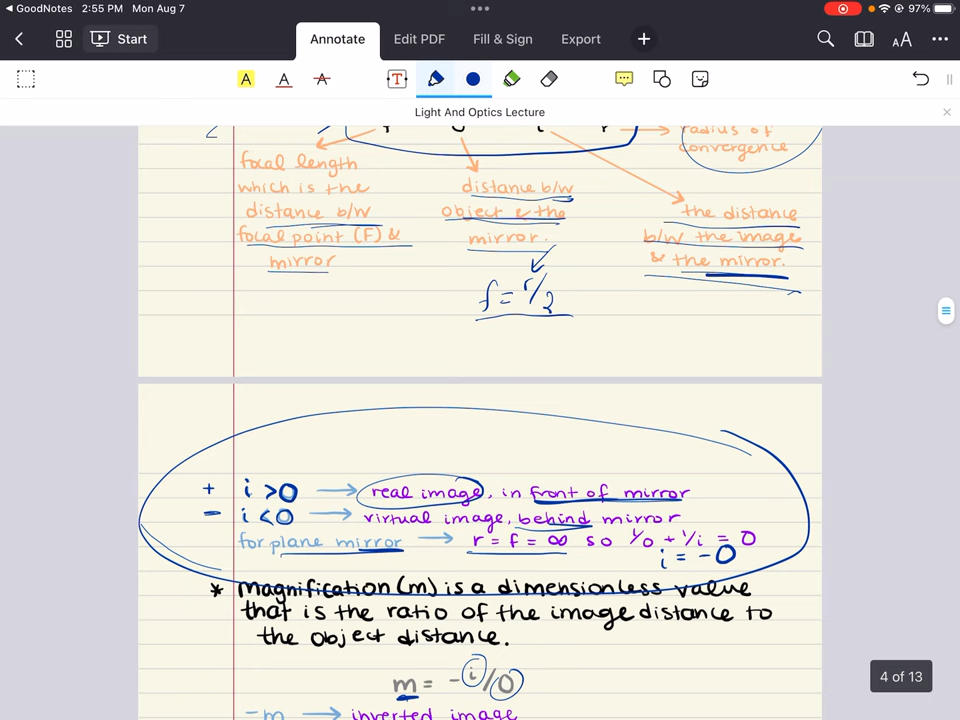 GoodNotes 2:55 PM Mon Aug 7 97%
Start Annotate Edit PDF Fill & Sign Export
Light And Optics Lecture
radius of
convergence
focal length
which is the
distance b/w
focal point (F) &
mirror
distance b/w
object & the
mirror.
the distance
b/w the image
& the mirror.
f = r/2
+ i >0 → real image, in front of mirror
- i <0 → virtual image, behind mirror
for plane mirror → r = f = ∞ so 1/o + 1/i = 0
i = -o
* Magnification (m) is a dimensionless value
that is the ratio of the image distance to
the object distance.
m = -i/o
4 of 13
-m → inverted image